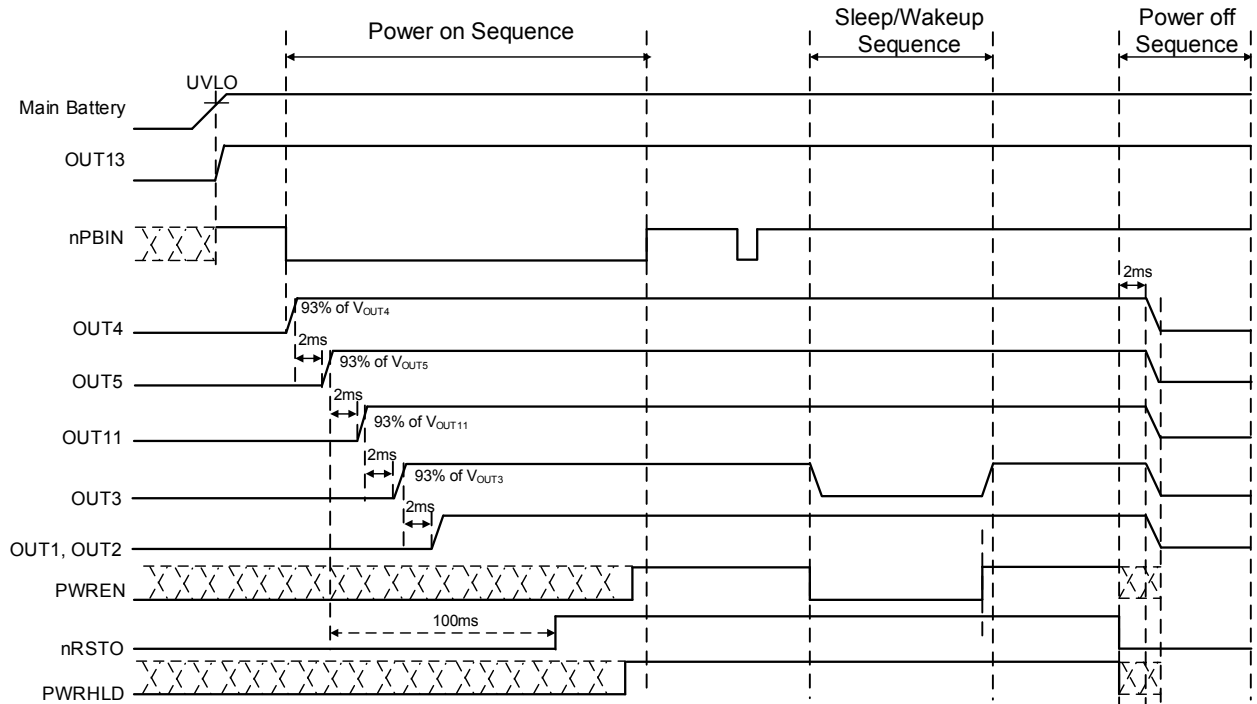 Power on Sequence
Sleep/Wakeup
Sequence
Power off
Sequence
UVLO
Main Battery
OUT13
nPBIN
2ms
93% of VOUT4
OUT4
2ms
93% of VOUT5
OUT5
2ms
93% of VOUT11
OUT11
2ms
93% of VOUT3
OUT3
2ms
OUT1, OUT2
PWREN
100ms
nRSTO
PWRHLD